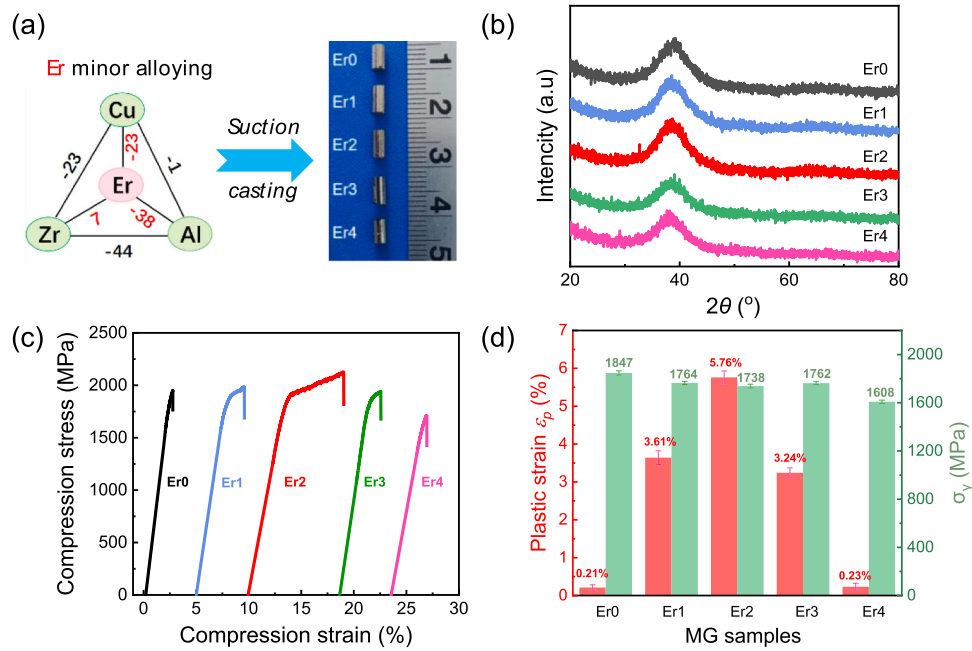 (a)
Er minor alloying
Cu
-23
-23
-1
Er
7
-38
Zr
Al
-44
Suction
casting
Er0
Er1
Er2
Er3
Er4
1
2
3
4
5
(b)
Intencity (a.u)
Er0
Er1
Er2
Er3
Er4
20
40
60
80
2θ (°)
(c)
Compression stress (MPa)
2500
2000
1500
1000
500
0
Er0
Er1
Er2
Er3
Er4
0
5
10
15
20
25
30
Compression strain (%)
(d)
Plastic strain εp (%)
7
6
5
4
3
2
1
0
0.21%
1847
3.61%
1764
5.76%
1738
3.24%
1762
0.23%
1608
2000
1600
1200
800
400
0
σy (MPa)
Er0
Er1
Er2
Er3
Er4
MG samples